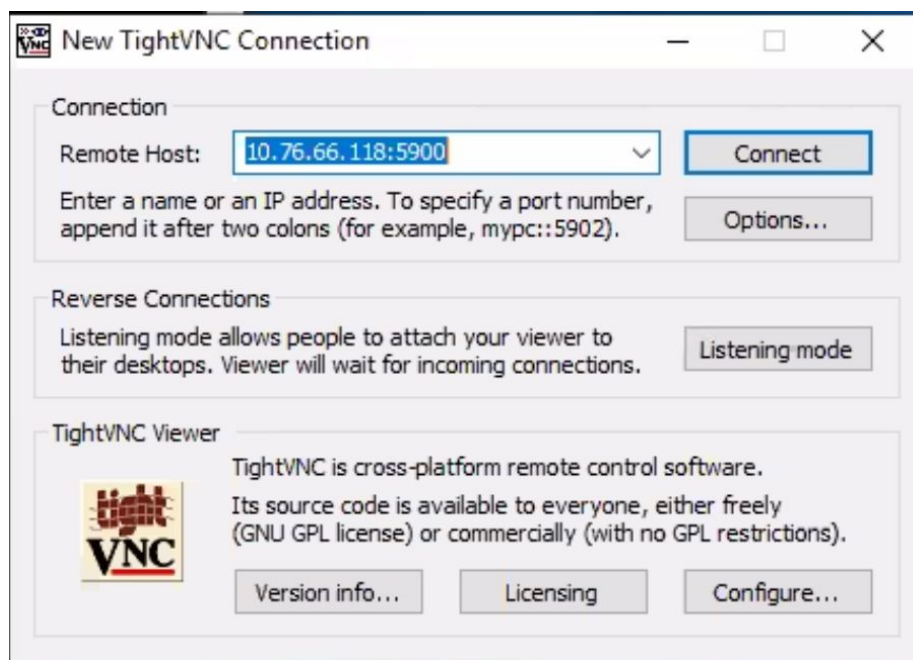 New TightVNC Connection
Connection
Remote Host:
10.76.66.118:5900
Connect
Enter a name or an IP address. To specify a port number,
append it after two colons (for example, mypc::5902).
Options...
Reverse Connections
Listening mode allows people to attach your viewer to
their desktops. Viewer will wait for incoming connections.
Listening mode
TightVNC Viewer
TightVNC is cross-platform remote control software.
Its source code is available to everyone, either freely
(GNU GPL license) or commercially (with no GPL restrictions).
tight
VNC
Version info...
Licensing
Configure...